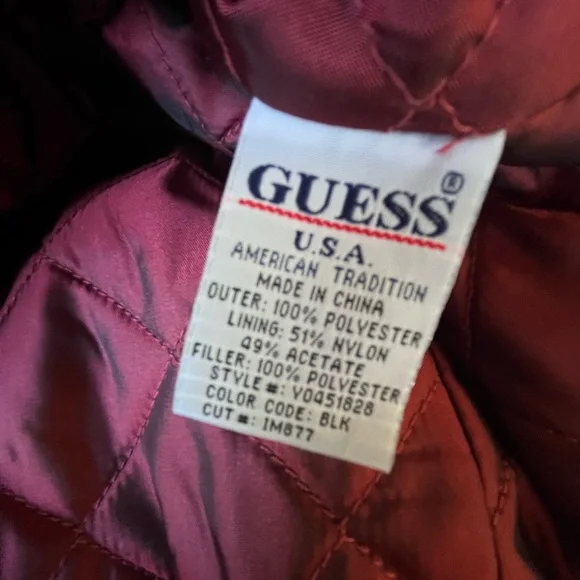 GUESS®
U.S.A.
AMERICAN TRADITION
MADE IN CHINA
OUTER: 100% POLYESTER
LINING: 51% NYLON
49% ACETATE
FILLER: 100% POLYESTER
STYLE #: YOQ51828
COLOR CODE: BLK
CUT #: IM877